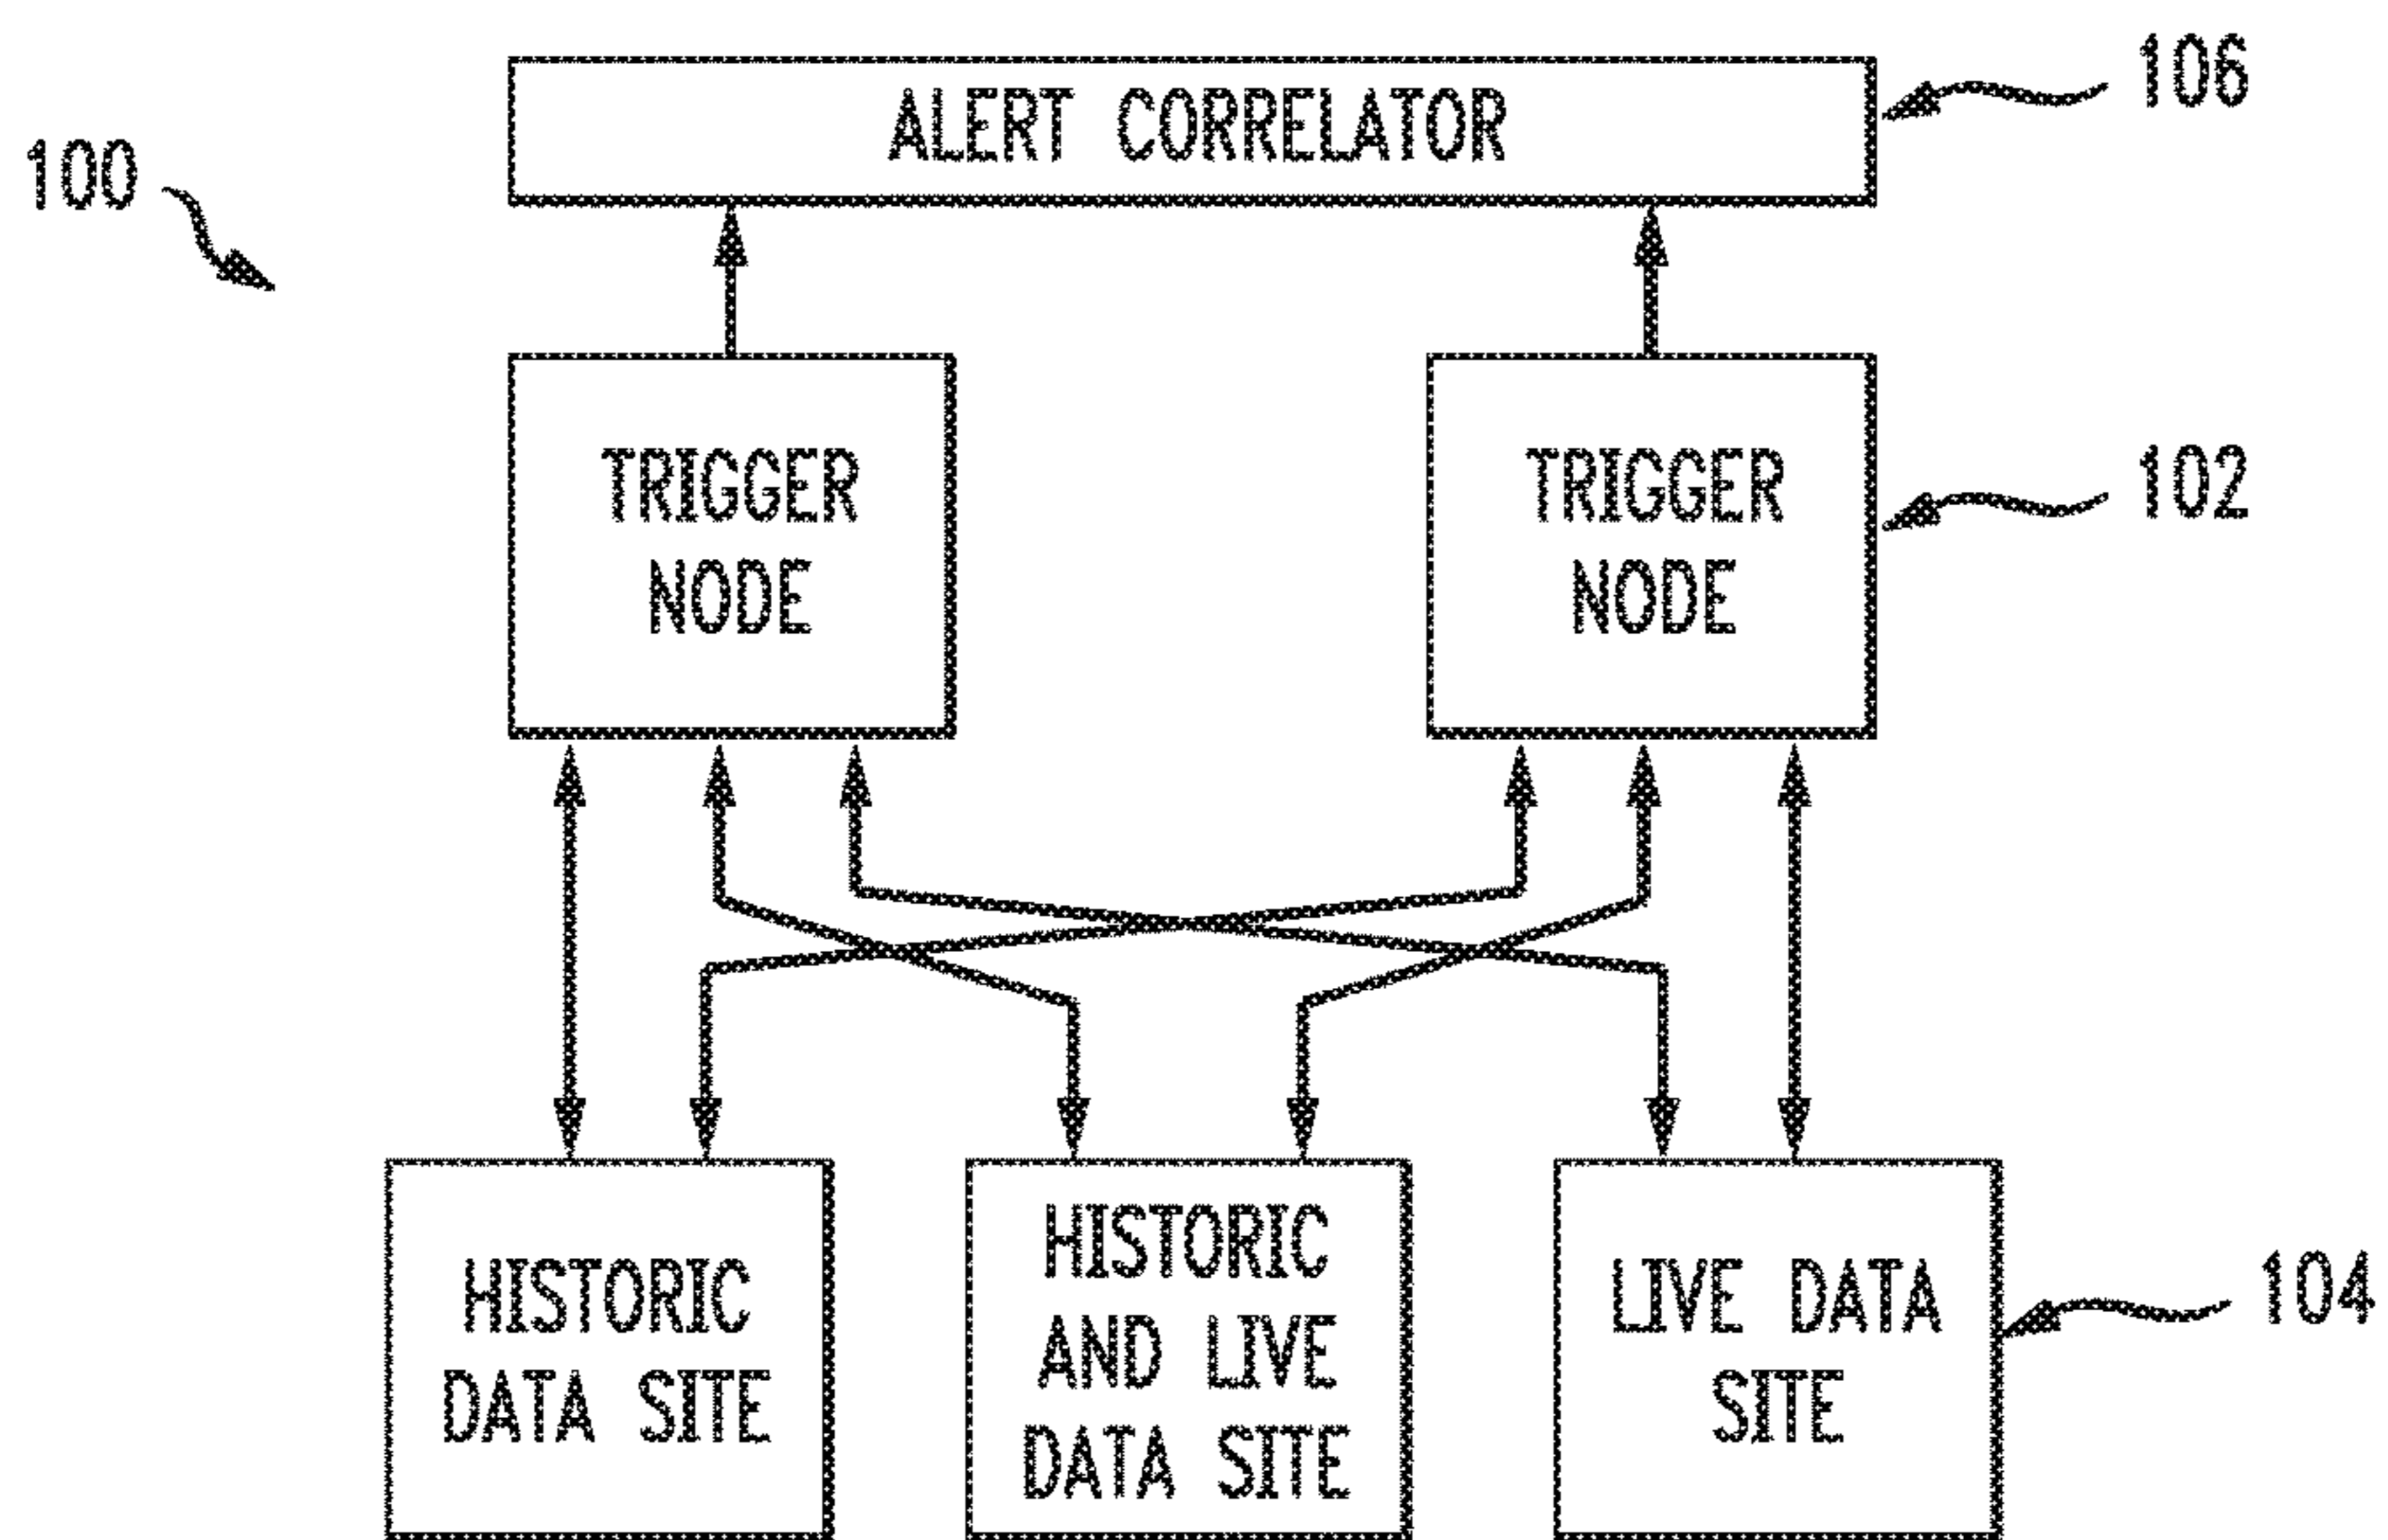 106
ALERT CORRELATOR
100
TRIGGER
NODE
TRIGGER
NODE
102
HISTORIC
DATA SITE
HISTORIC
AND LIVE
DATA SITE
LIVE DATA
SITE
104